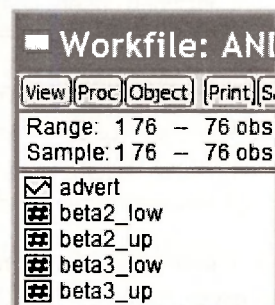 Workfile: AND
View Proc Object Print Sa
Range: 1 76 – 76 obs
Sample: 1 76 – 76 obs
advert
beta2_low
beta2_up
beta3_low
beta3_up